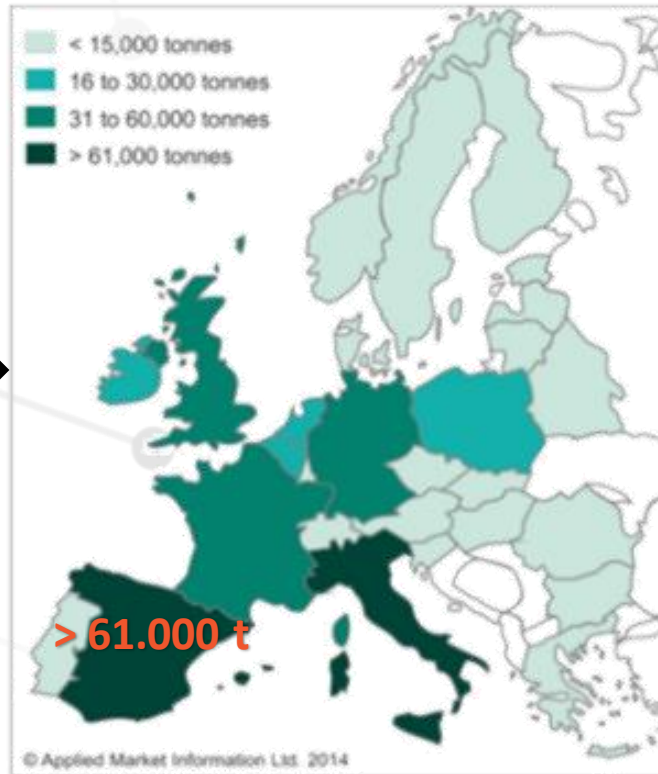 < 15,000 tonnes
16 to 30,000 tonnes
31 to 60,000 tonnes
> 61,000 tonnes
> 61.000 t
© Applied Market Information Ltd. 2014